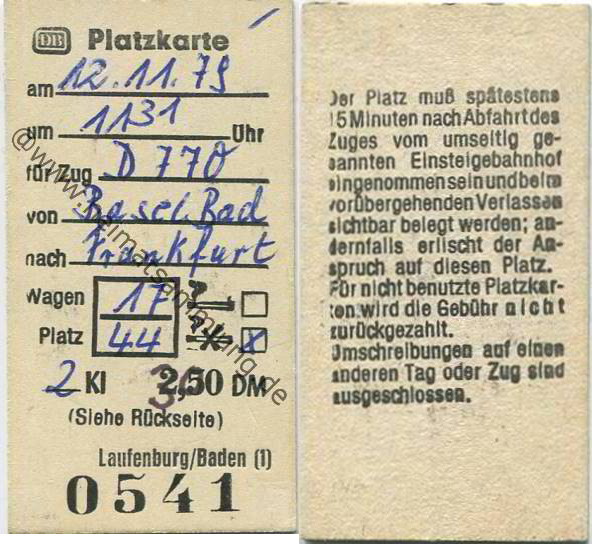 DB Platzkarte
am 12.11.79
um 1131 Uhr
für Zug D 770
von Basel Bad
nach Frankfurt
Wagen 17
Platz 44 x
2 Kl 2,50 DM
(Siehe Rückseite)
Laufenburg/Baden (1)
0541
@www.heimatsammlung.de
Der Platz muß spätestens
15 Minuten nach Abfahrt des
Zuges vom umseitig ge-
nannten Einsteigebahnhof
eingenommen sein und beim
vorübergehenden Verlassen
sichtbar belegt werden; an-
dernfalls erlischt der An-
spruch auf diesen Platz.
Für nicht benutzte Platzkar-
ten wird die Gebühr nicht
zurückgezahlt.
Umschreibungen auf einen
anderen Tag oder Zug sind
ausgeschlossen.